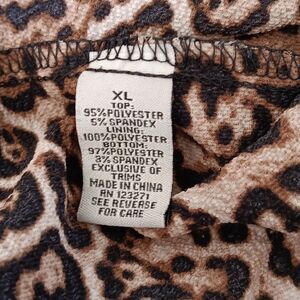 XL
TOP:
95%POLYESTER
5% SPANDEX
LINING:
100%POLYESTER
BOTTOM:
97%POLYESTER
3% SPANDEX
EXCLUSIVE OF
TRIMS
MADE IN CHINA
RN 123271
SEE REVERSE
FOR CARE